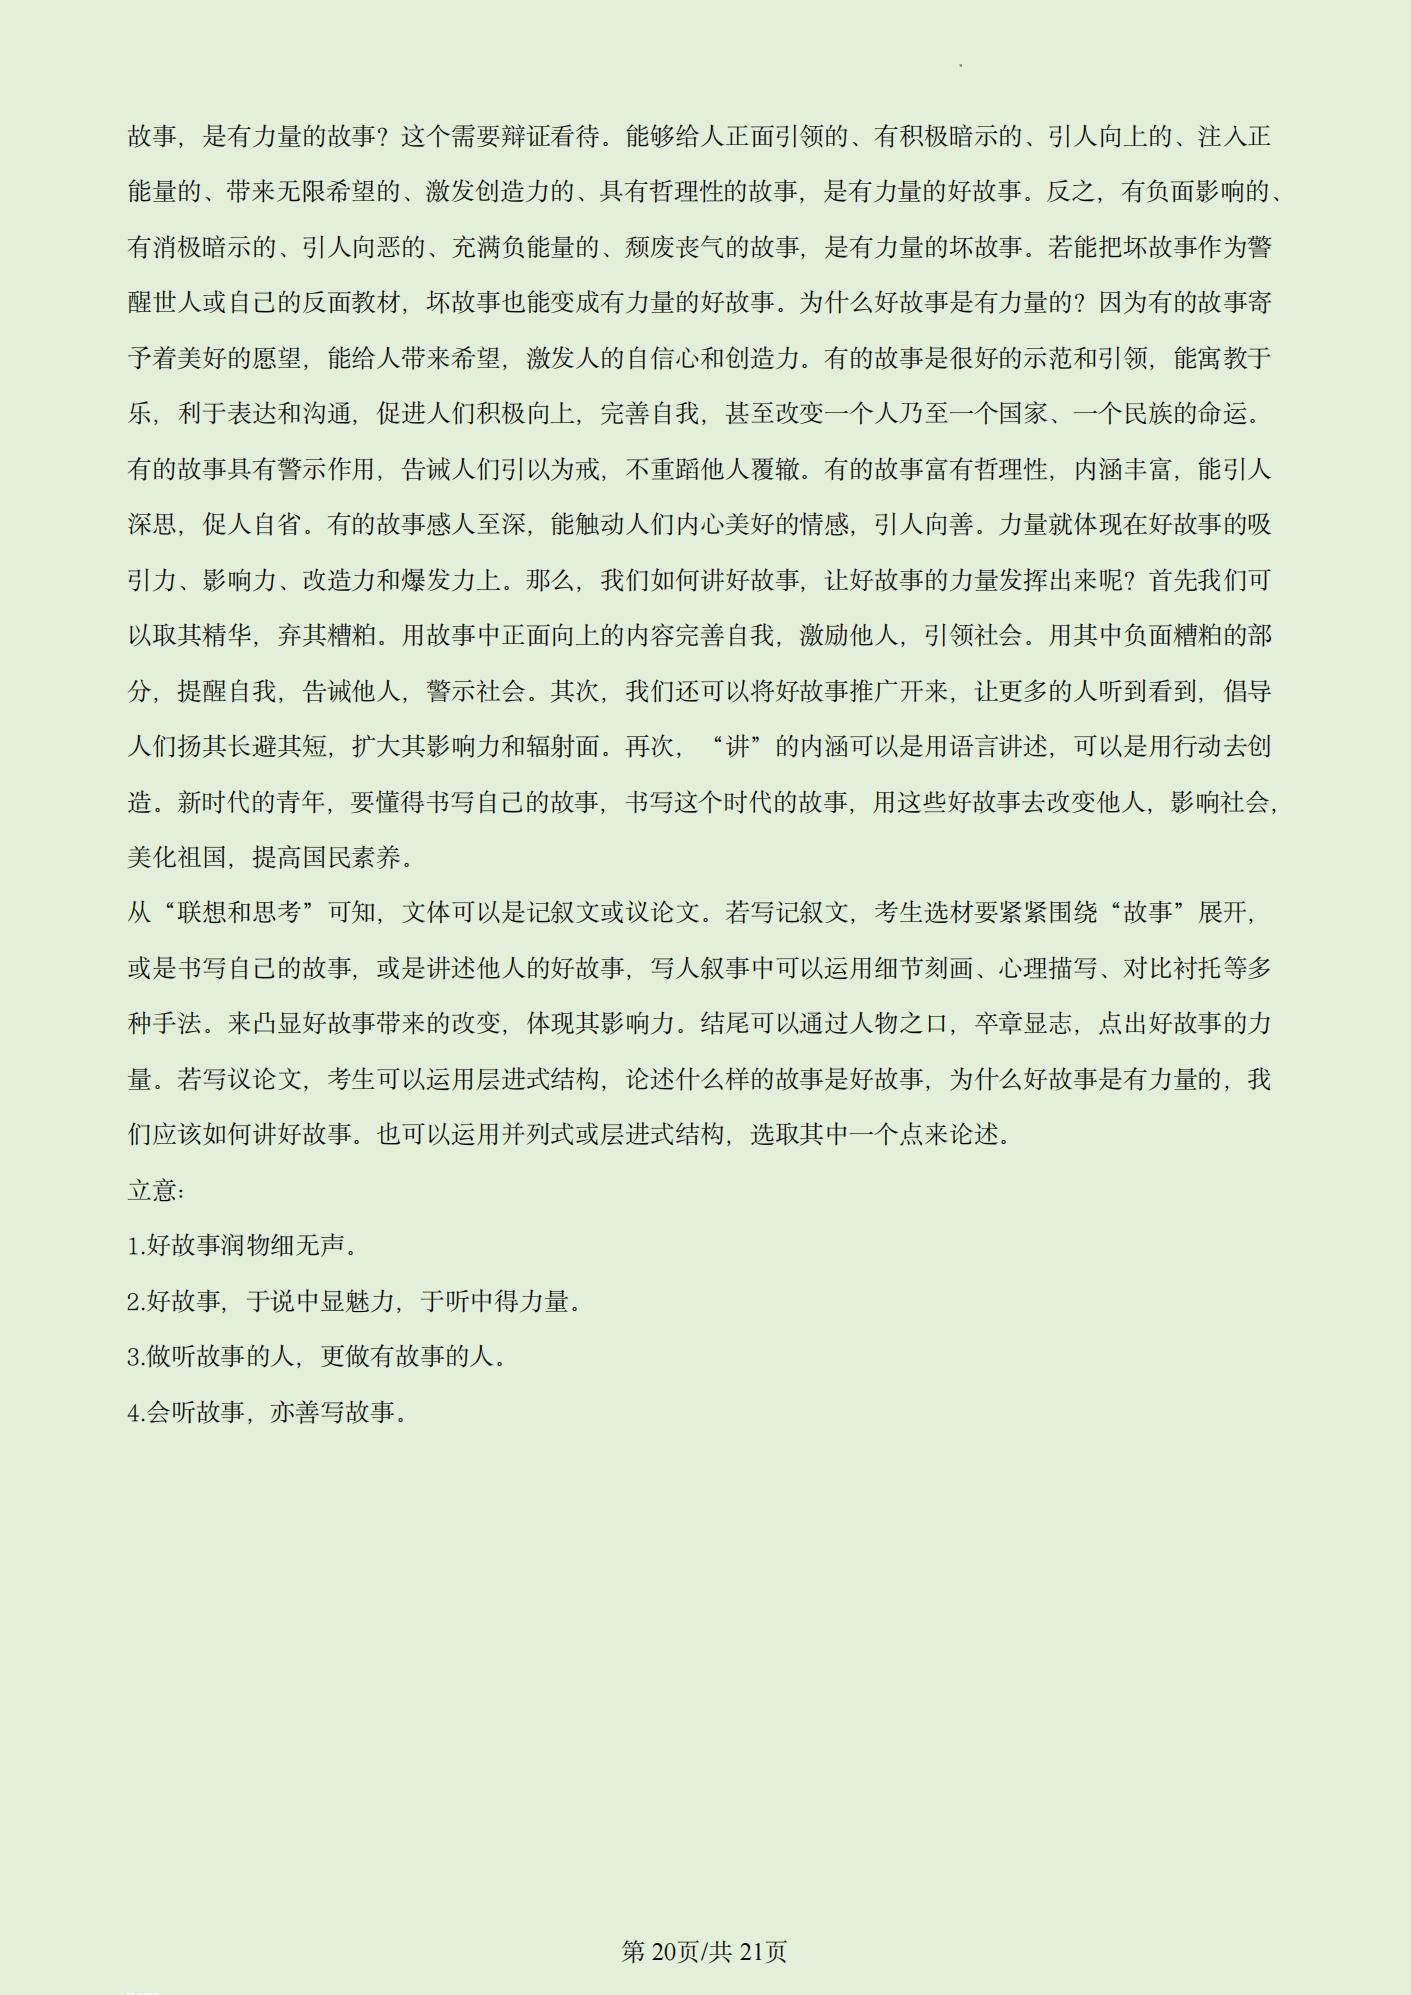 故事，是有力量的故事？这个需要辩证看待。能够给人正面引领的、有积极暗示的、引人向上的、注入正
能量的、带来无限希望的、激发创造力的、具有哲理性的故事，是有力量的好故事。反之，有负面影响的、
有消极暗示的、引人向恶的、充满负能量的、颓废丧气的故事，是有力量的坏故事。若能把坏故事作为警
醒世人或自己的反面教材，坏故事也能变成有力量的好故事。为什么好故事是有力量的？因为有的故事寄
予着美好的愿望，能给人带来希望，激发人的自信心和创造力。有的故事是很好的示范和引领，能寓教于
乐，利于表达和沟通，促进人们积极向上，完善自我，甚至改变一个人乃至一个国家、一个民族的命运。
有的故事具有警示作用，告诫人们引以为戒，不重蹈他人覆辙。有的故事富有哲理性，内涵丰富，能引人
深思，促人自省。有的故事感人至深，能触动人们内心美好的情感，引人向善。力量就体现在好故事的吸
引力、影响力、改造力和爆发力上。那么，我们如何讲好故事，让好故事的力量发挥出来呢？首先我们可
以取其精华，弃其糟粕。用故事中正面向上的内容完善自我，激励他人，引领社会。用其中负面糟粕的部
分，提醒自我，告诫他人，警示社会。其次，我们还可以将好故事推广开来，让更多的人听到看到，倡导
人们扬其长避其短，扩大其影响力和辐射面。再次，“讲”的内涵可以是用语言讲述，可以是用行动去创
造。新时代的青年，要懂得书写自己的故事，书写这个时代的故事，用这些好故事去改变他人，影响社会，
美化祖国，提高国民素养。
从“联想和思考”可知，文体可以是记叙文或议论文。若写记叙文，考生选材要紧紧围绕“故事”展开，
或是书写自己的故事，或是讲述他人的好故事，写人叙事中可以运用细节刻画、心理描写、对比衬托等多
种手法。来凸显好故事带来的改变，体现其影响力。结尾可以通过人物之口，卒章显志，点出好故事的力
量。若写议论文，考生可以运用层进式结构，论述什么样的故事是好故事，为什么好故事是有力量的，我
们应该如何讲好故事。也可以运用并列式或层进式结构，选取其中一个点来论述。
立意：
1.好故事润物细无声。
2.好故事，于说中显魅力，于听中得力量。
3.做听故事的人，更做有故事的人。
4.会听故事，亦善写故事。
第 20页/共 21页